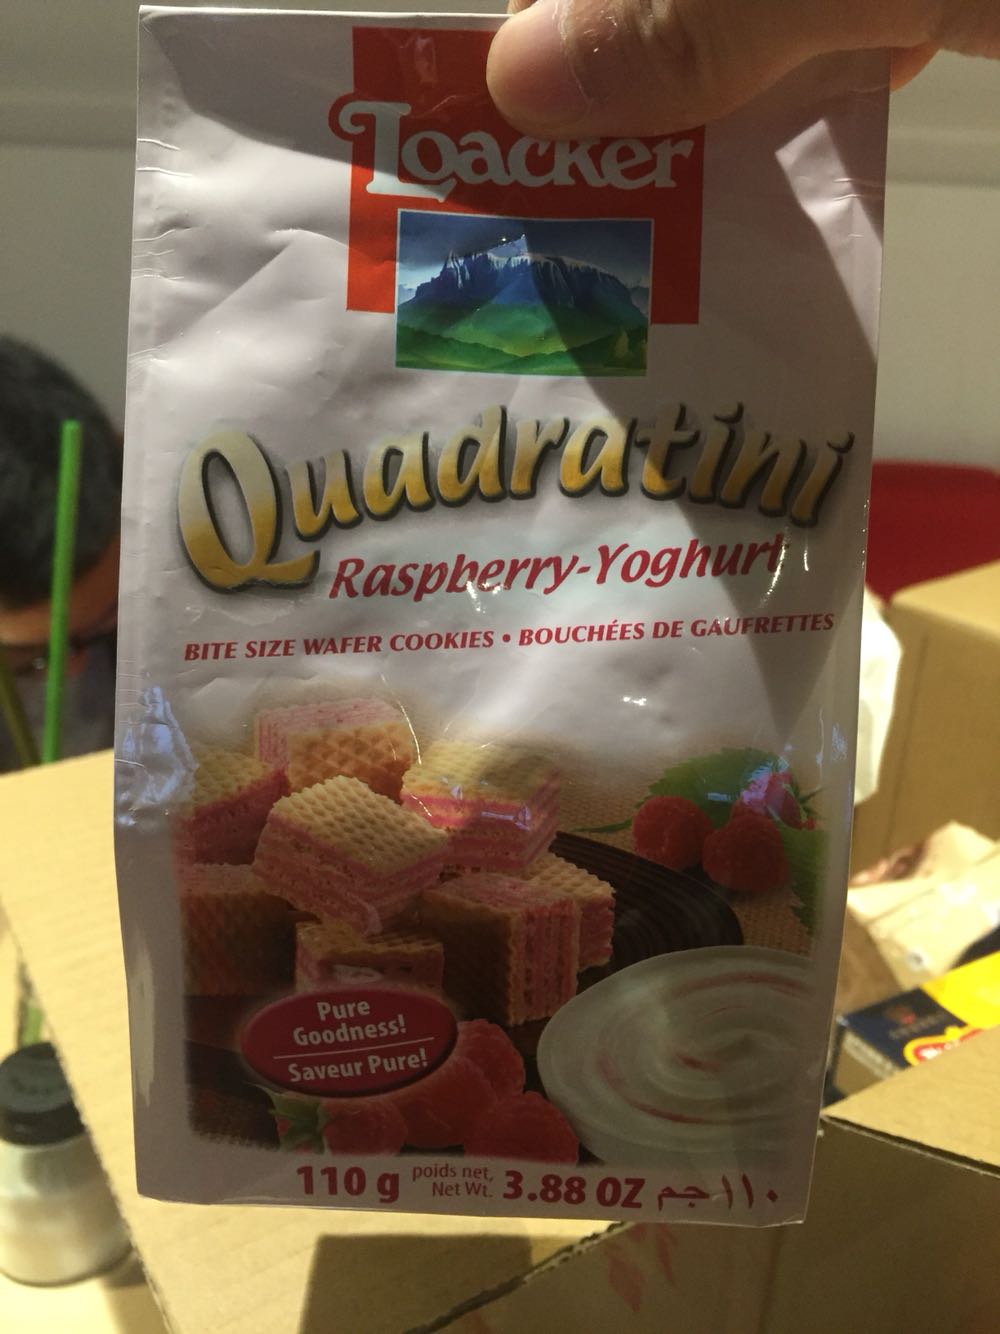 Loacker
Quadratini
Raspberry-Yoghurt
BITE SIZE WAFER COOKIES • BOUCHÉES DE GAUFRETTES
Pure
Goodness!
Saveur Pure!
110 g poids net, Net Wt. 3.88 OZ ١١٠ جم